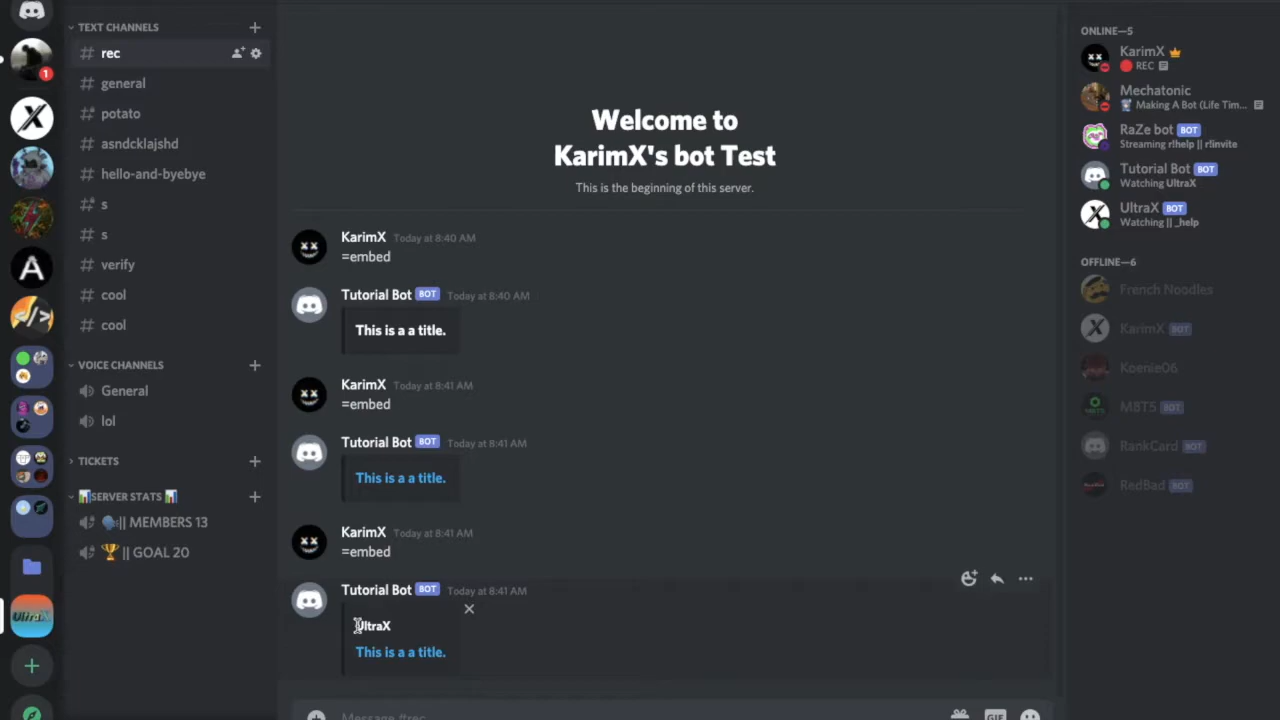 TEXT CHANNELS
rec
general
potato
asndcklajshd
hello-and-byebye
s
s
verify
cool
cool
VOICE CHANNELS
General
lol
TICKETS
📊SERVER STATS 📊
🗣️|| MEMBERS 13
🏆 || GOAL 20
1
X
A
</>
UltraX
Welcome to
KarimX's bot Test
This is the beginning of this server.
KarimX Today at 8:40 AM
=embed
Tutorial Bot BOT Today at 8:40 AM
This is a a title.
KarimX Today at 8:41 AM
=embed
Tutorial Bot BOT Today at 8:41 AM
This is a a title.
KarimX Today at 8:41 AM
=embed
Tutorial Bot BOT Today at 8:41 AM
UltraX
This is a a title.
Message #rec
GIF
ONLINE—5
KarimX
🔴 REC
Mechatonic
Making A Bot (Life Tim...
RaZe bot BOT
Streaming r!help || r!invite
Tutorial Bot BOT
Watching UltraX
UltraX BOT
Watching || _help
OFFLINE—6
French Noodles
KarimX BOT
Koenie06
M8T5 BOT
RankCard BOT
RedBad BOT